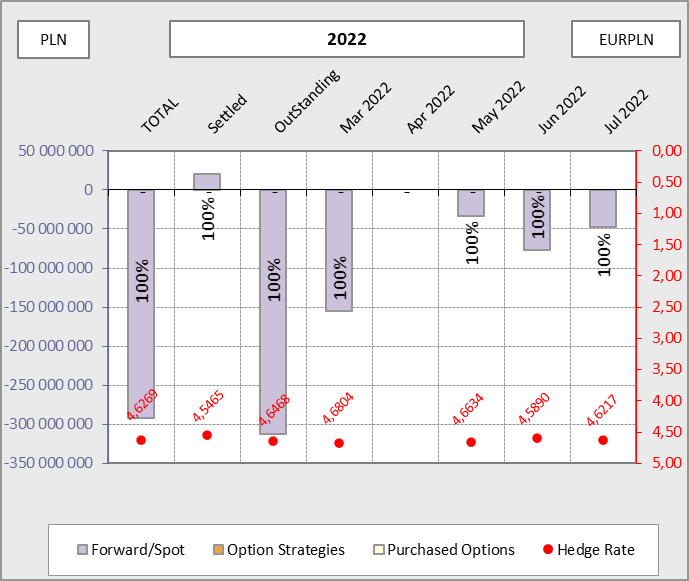 PLN
2022
EURPLN
TOTAL
Settled
OutStanding
Mar 2022
Apr 2022
May 2022
Jun 2022
Jul 2022
50 000 000
0
-50 000 000
-100 000 000
-150 000 000
-200 000 000
-250 000 000
-300 000 000
-350 000 000
0,00
0,50
1,00
1,50
2,00
2,50
3,00
3,50
4,00
4,50
5,00
100%
100%
100%
100%
100%
100%
100%
4,6269
4,5465
4,6468
4,6804
4,6634
4,5890
4,6217
Forward/Spot
Option Strategies
Purchased Options
Hedge Rate